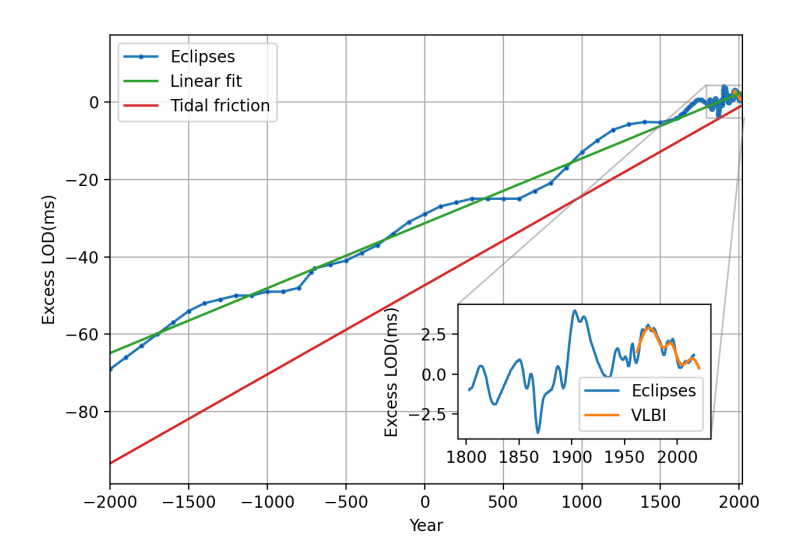 Eclipses
Linear fit
Tidal friction
Excess LOD(ms)
0
−20
−40
−60
−80
−2000 −1500 −1000 −500 0 500 1000 1500 2000
Year
Excess LOD(ms)
2.5
0.0
−2.5
Eclipses
VLBI
1800 1850 1900 1950 2000